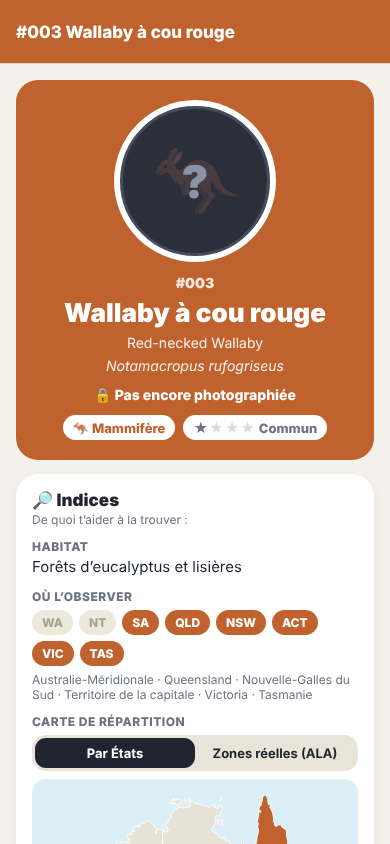 #003 Wallaby à cou rouge
?
#003
Wallaby à cou rouge
Red-necked Wallaby
Notamacropus rufogriseus
🔒 Pas encore photographiée
🦘 Mammifère ★★★★ Commun
🔎 Indices
De quoi t’aider à la trouver :
HABITAT
Forêts d’eucalyptus et lisières
OÙ L’OBSERVER
WA NT SA QLD NSW ACT
VIC TAS
Australie-Méridionale · Queensland · Nouvelle-Galles du
Sud · Territoire de la capitale · Victoria · Tasmanie
CARTE DE RÉPARTITION
Par États Zones réelles (ALA)